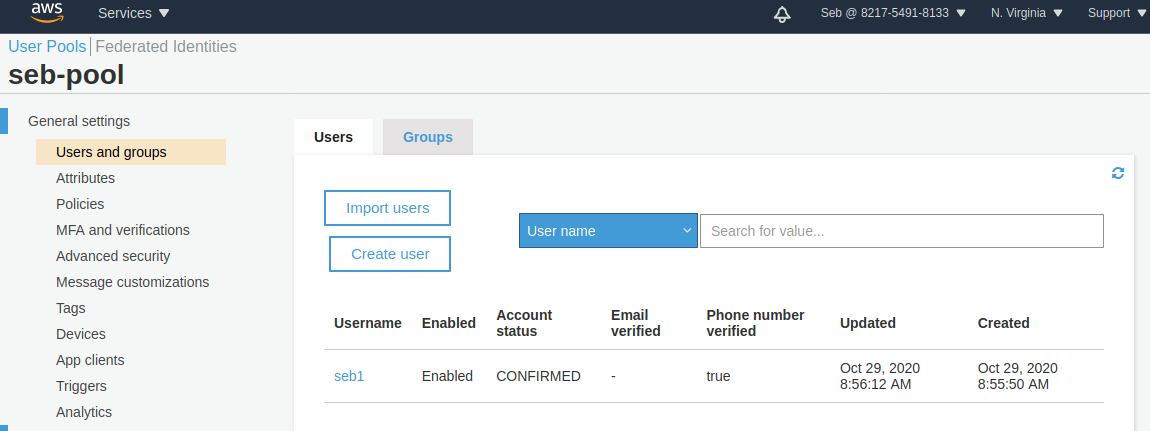 aws Services Seb @ 8217-5491-8133 N. Virginia Support
User Pools Federated Identities
seb-pool
General settings
Users and groups
Attributes
Policies
MFA and verifications
Advanced security
Message customizations
Tags
Devices
App clients
Triggers
Analytics
Users Groups
Import users
Create user
User name Search for value...
Username Enabled Account status Email verified Phone number verified Updated Created
seb1 Enabled CONFIRMED - true Oct 29, 2020 8:56:12 AM Oct 29, 2020 8:55:50 AM